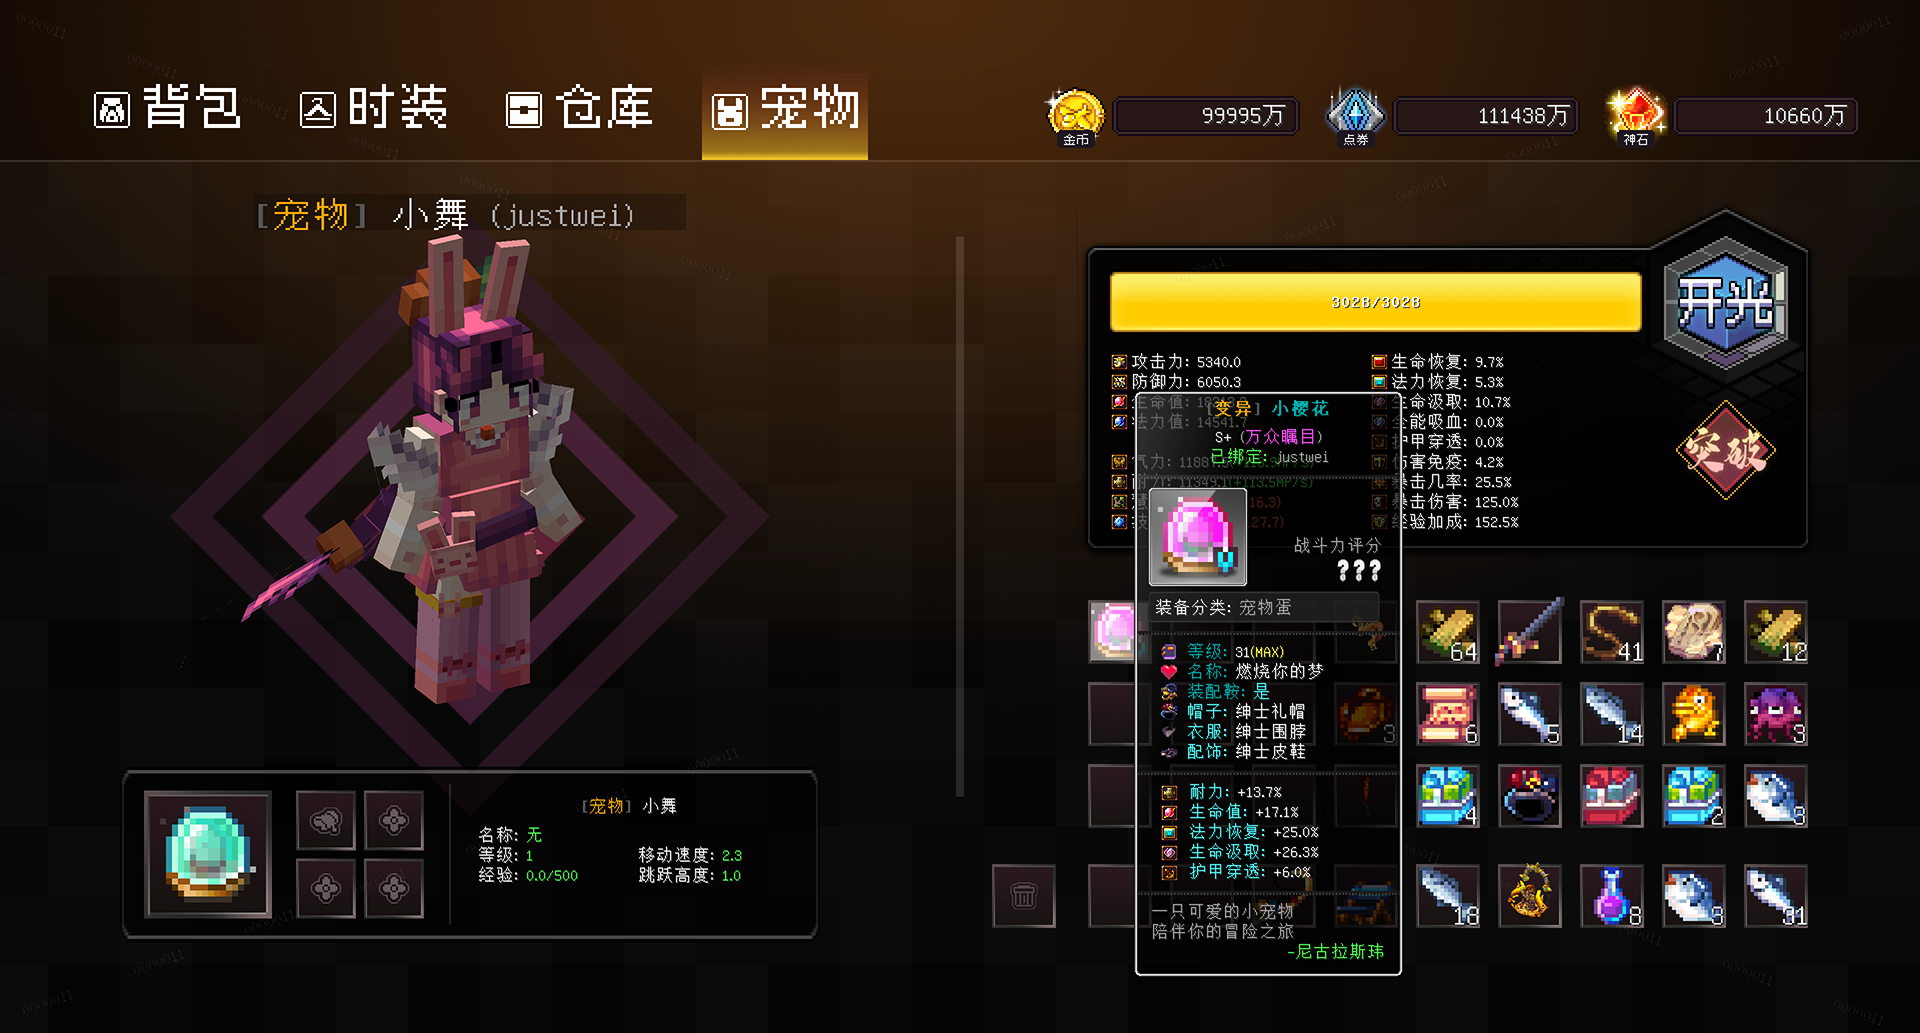 背包
时装
仓库
宠物
金币
99995万
点券
111438万
神石
10660万
[宠物] 小舞 (justwei)
3028/3028
开光
突破
攻击力: 5340.0
防御力: 6050.3
生命恢复: 9.7%
法力恢复: 5.3%
生命汲取: 10.7%
全能吸血: 0.0%
护甲穿透: 0.0%
伤害免疫: 4.2%
暴击几率: 25.5%
暴击伤害: 125.0%
经验加成: 152.5%
[变异] 小樱花
S+ (万众瞩目)
已绑定: justwei
战斗力评分
???
装备分类: 宠物蛋
等级: 31(MAX)
名称: 燃烧你的梦
装配鞍: 是
帽子: 绅士礼帽
衣服: 绅士围脖
配饰: 绅士皮鞋
耐力: +13.7%
生命值: +17.1%
法力恢复: +25.0%
生命汲取: +26.3%
护甲穿透: +6.0%
一只可爱的小宠物
陪伴你的冒险之旅
-尼古拉斯玮
64
41
7
12
3
6
5
14
3
4
2
3
18
8
3
31
[宠物] 小舞
名称: 无
等级: 1
经验: 0.0/500
移动速度: 2.3
跳跃高度: 1.0
0000011